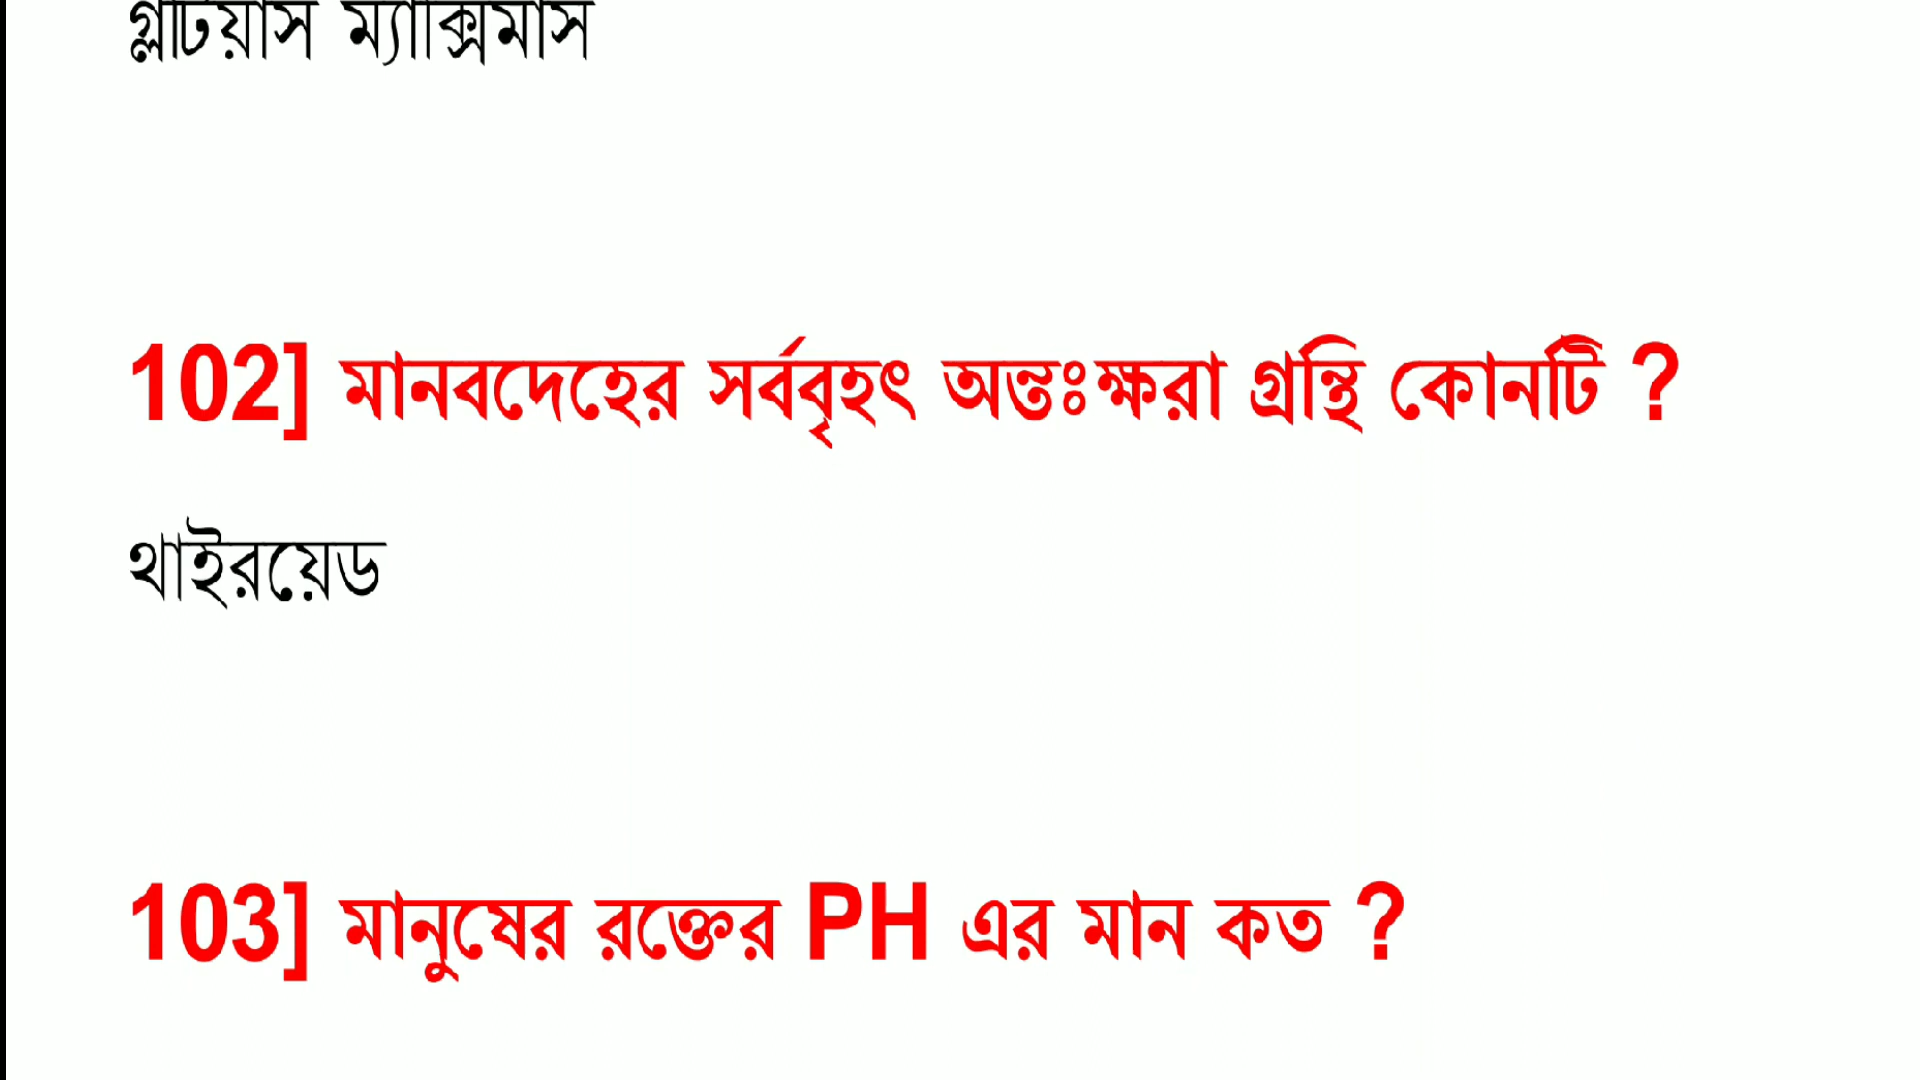 গ্লুটিয়াস ম্যাক্সিমাস
102] মানবদেহের সর্ববৃহৎ অন্তঃক্ষরা গ্রন্থি কোনটি ?
থাইরয়েড
103] মানুষের রক্তের PH এর মান কত ?